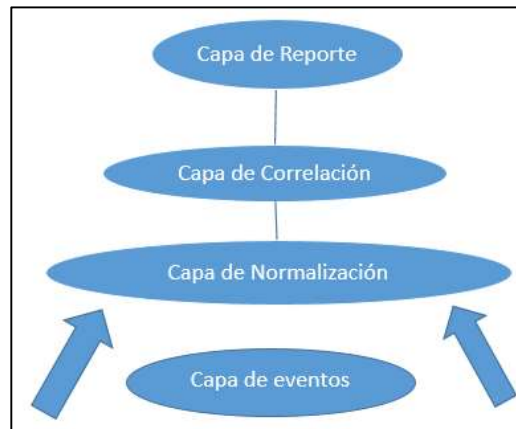 Capa de Reporte
Capa de Correlación
Capa de Normalización
Capa de eventos